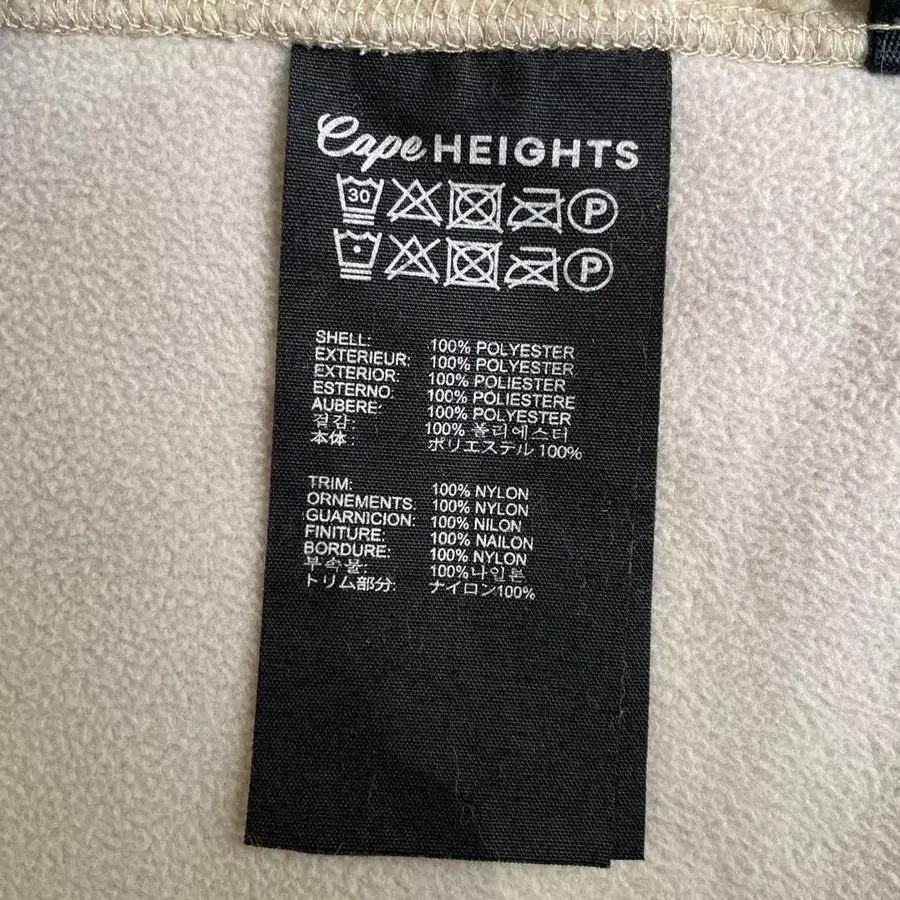 Cape HEIGHTS
30 P
P
SHELL: 100% POLYESTER
EXTERIEUR: 100% POLYESTER
EXTERIOR: 100% POLIESTER
ESTERNO: 100% POLIESTERE
AUBERE: 100% POLYESTER
겉감: 100% 폴리에스터
本体: ポリエステル 100%
TRIM: 100% NYLON
ORNEMENTS: 100% NYLON
GUARNICION: 100% NILON
FINITURE: 100% NAILON
BORDURE: 100% NYLON
부속물: 100%나일론
トリム部分: ナイロン100%